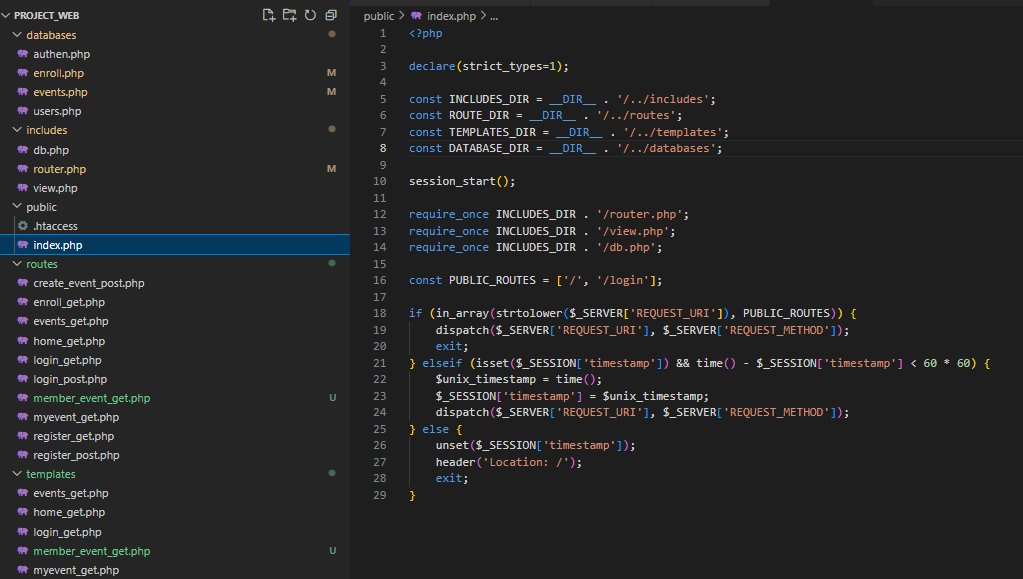 PROJECT_WEB
databases
authen.php
enroll.php M
events.php M
users.php
includes
db.php
router.php M
view.php
public
.htaccess
index.php
routes
create_event_post.php
enroll_get.php
events_get.php
home_get.php
login_get.php
login_post.php
member_event_get.php U
myevent_get.php
register_get.php
register_post.php
templates
events_get.php
home_get.php
login_get.php
member_event_get.php U
myevent_get.php
public > index.php > ...
1 <?php
2
3 declare(strict_types=1);
4
5 const INCLUDES_DIR = __DIR__ . '/../includes';
6 const ROUTE_DIR = __DIR__ . '/../routes';
7 const TEMPLATES_DIR = __DIR__ . '/../templates';
8 const DATABASE_DIR = __DIR__ . '/../databases';
9
10 session_start();
11
12 require_once INCLUDES_DIR . '/router.php';
13 require_once INCLUDES_DIR . '/view.php';
14 require_once INCLUDES_DIR . '/db.php';
15
16 const PUBLIC_ROUTES = ['/', '/login'];
17
18 if (in_array(strtolower($_SERVER['REQUEST_URI']), PUBLIC_ROUTES)) {
19 dispatch($_SERVER['REQUEST_URI'], $_SERVER['REQUEST_METHOD']);
20 exit;
21 } elseif (isset($_SESSION['timestamp']) && time() - $_SESSION['timestamp'] < 60 * 60) {
22 $unix_timestamp = time();
23 $_SESSION['timestamp'] = $unix_timestamp;
24 dispatch($_SERVER['REQUEST_URI'], $_SERVER['REQUEST_METHOD']);
25 } else {
26 unset($_SESSION['timestamp']);
27 header('Location: /');
28 exit;
29 }